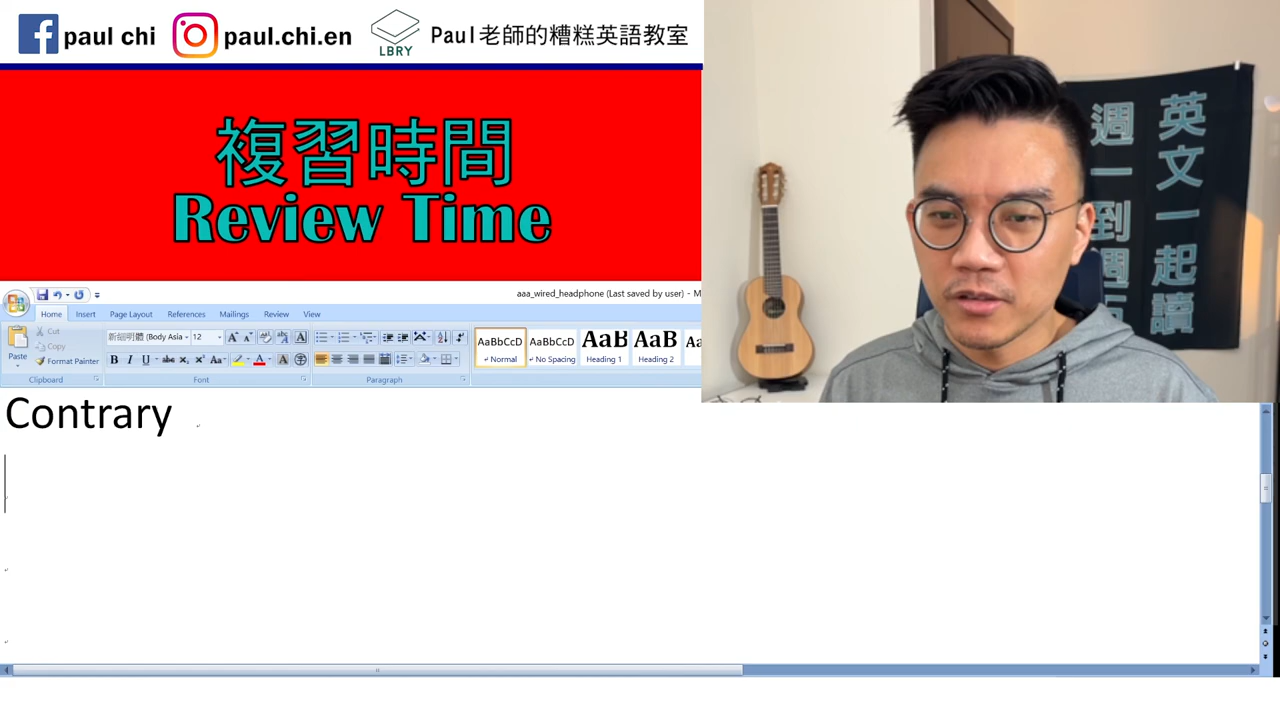 paul chi
paul.chi.en
LBRY
Paul老師的糟糕英語教室
複習時間
Review Time
英文一起讀
週一到週
aaa_wired_headphone (Last saved by user) - M
Home Insert Page Layout References Mailings Review View
Paste
Cut
Copy
Format Painter
Clipboard
新細明體 (Body Asia 12
Font
Paragraph
AaBbCcD AaBbCcD AaBb AaBbC Aa
Normal No Spacing Heading 1 Heading 2
Contrary